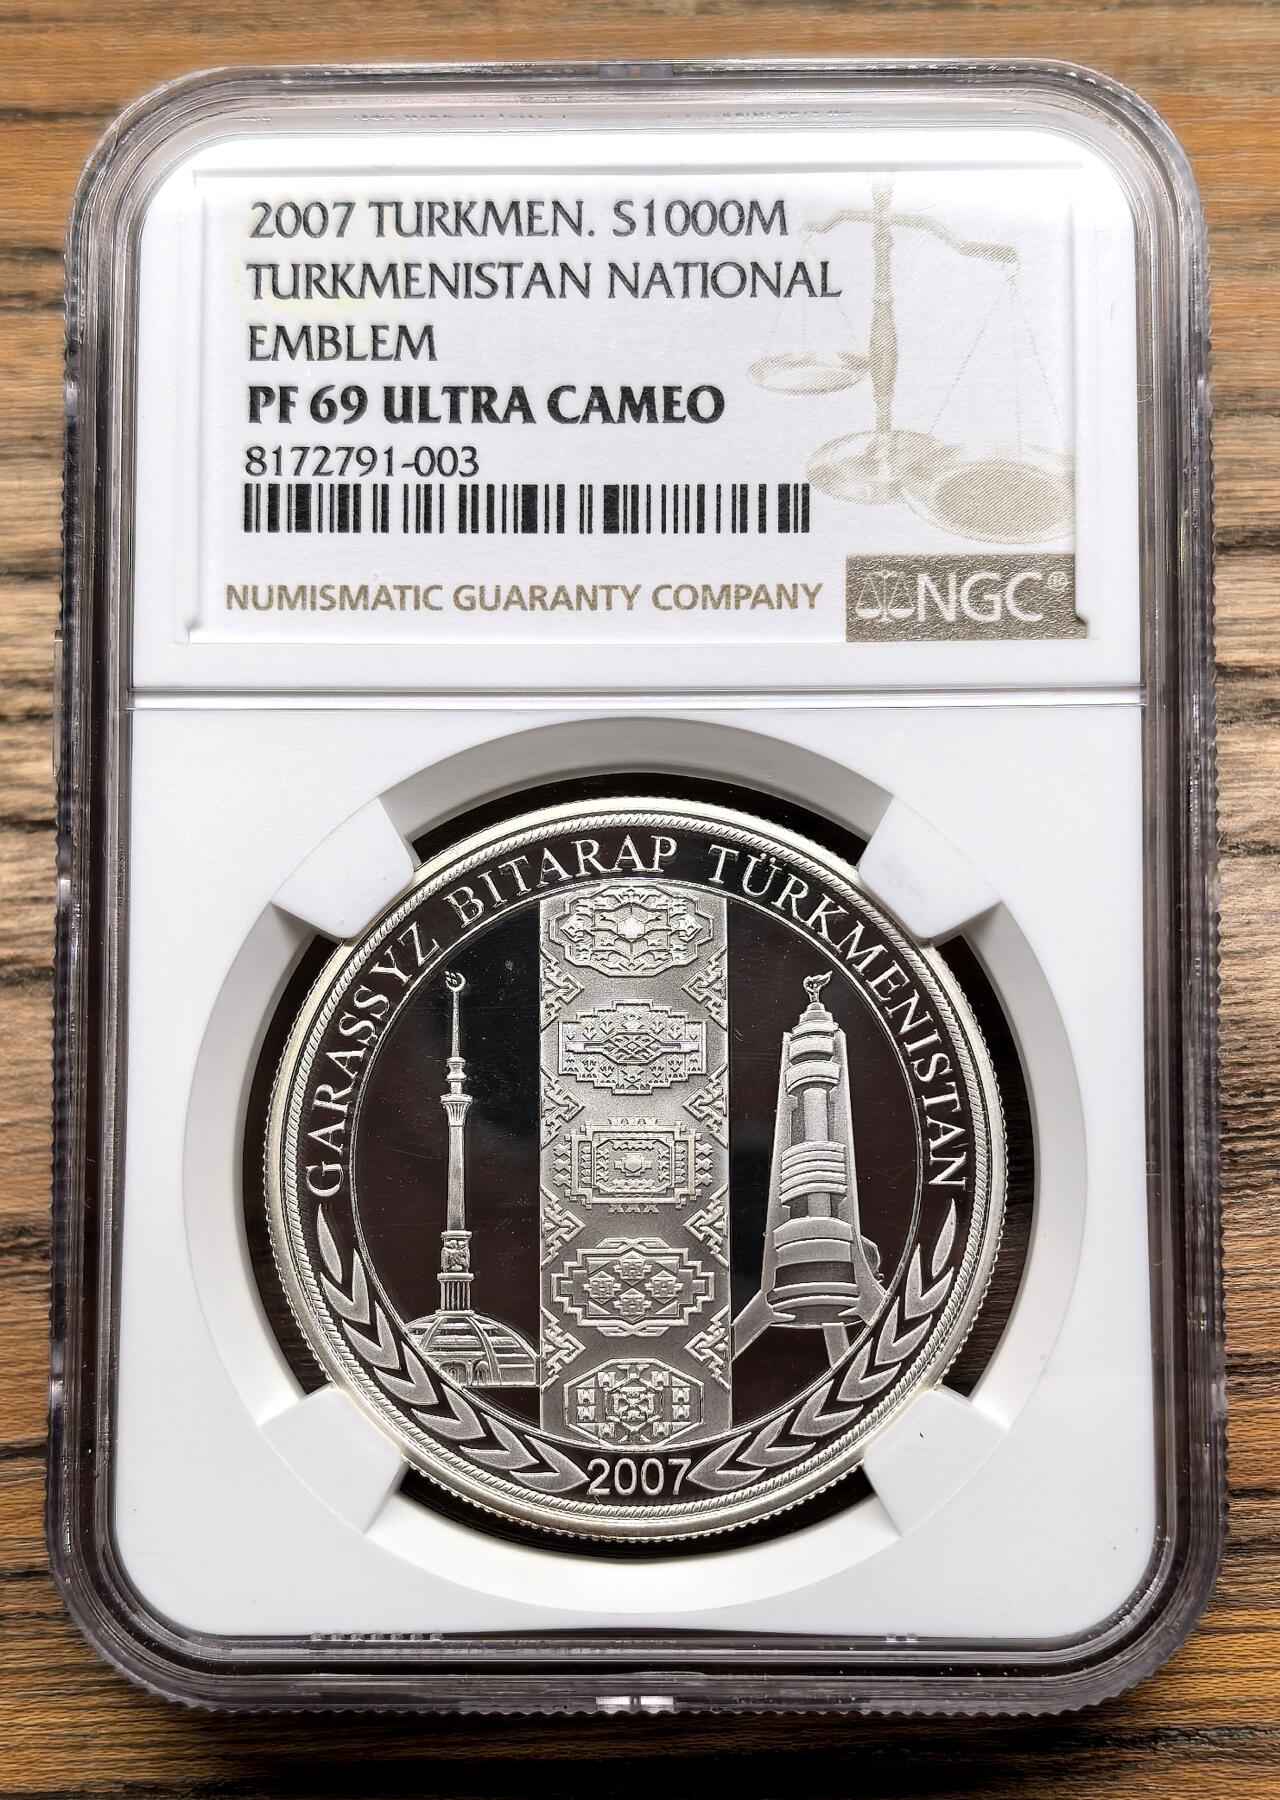 2007 TURKMEN. S1000M
TURKMENISTAN NATIONAL
EMBLEM
PF 69 ULTRA CAMEO
8172791-003
NUMISMATIC GUARANTY COMPANY
NGC®
GARAŞSYZ BITARAP TÜRKMENISTAN
2007